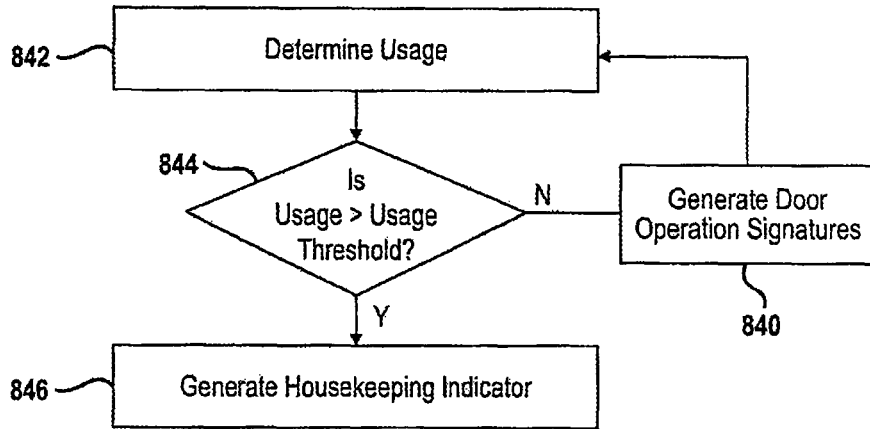 842
Determine Usage
844
Is
Usage > Usage
Threshold?
N
Generate Door
Operation Signatures
840
Y
846
Generate Housekeeping Indicator